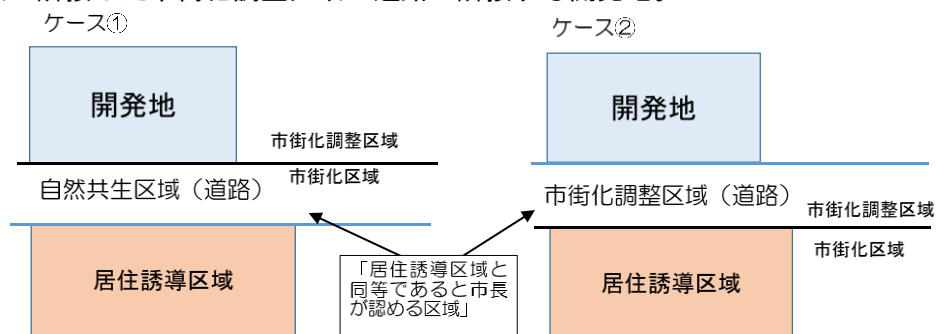 ケース①
ケース②
開発地
開発地
市街化調整区域
市街化区域
自然共生区域（道路）
市街化調整区域（道路）
市街化調整区域
市街化区域
居住誘導区域
「居住誘導区域と
同等であると市長
が認める区域」
居住誘導区域